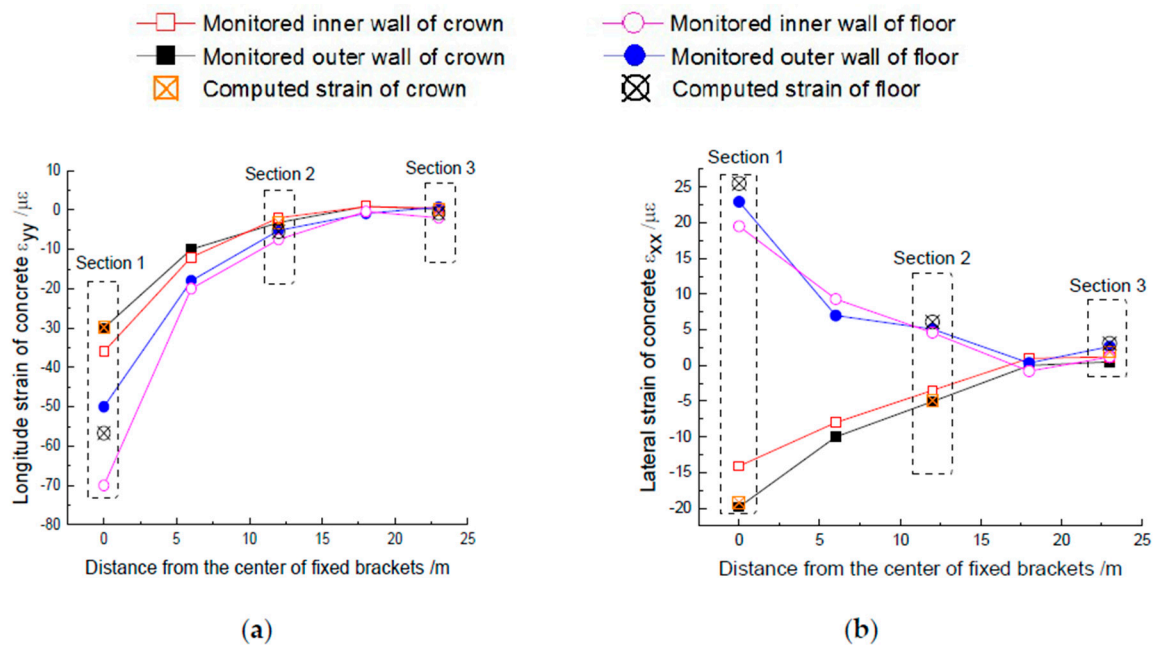 Monitored inner wall of crown
Monitored inner wall of floor
Monitored outer wall of crown
Monitored outer wall of floor
Computed strain of crown
Computed strain of floor
Longitude strain of concrete εyy /με
10
0
-10
-20
-30
-40
-50
-60
-70
-80
Section 1
Section 2
Section 3
0 5 10 15 20 25
Distance from the center of fixed brackets /m
(a)
Lateral strain of concrete εxx /με
25
20
15
10
5
0
-5
-10
-15
-20
Section 1
Section 2
Section 3
0 5 10 15 20 25
Distance from the center of fixed brackets /m
(b)